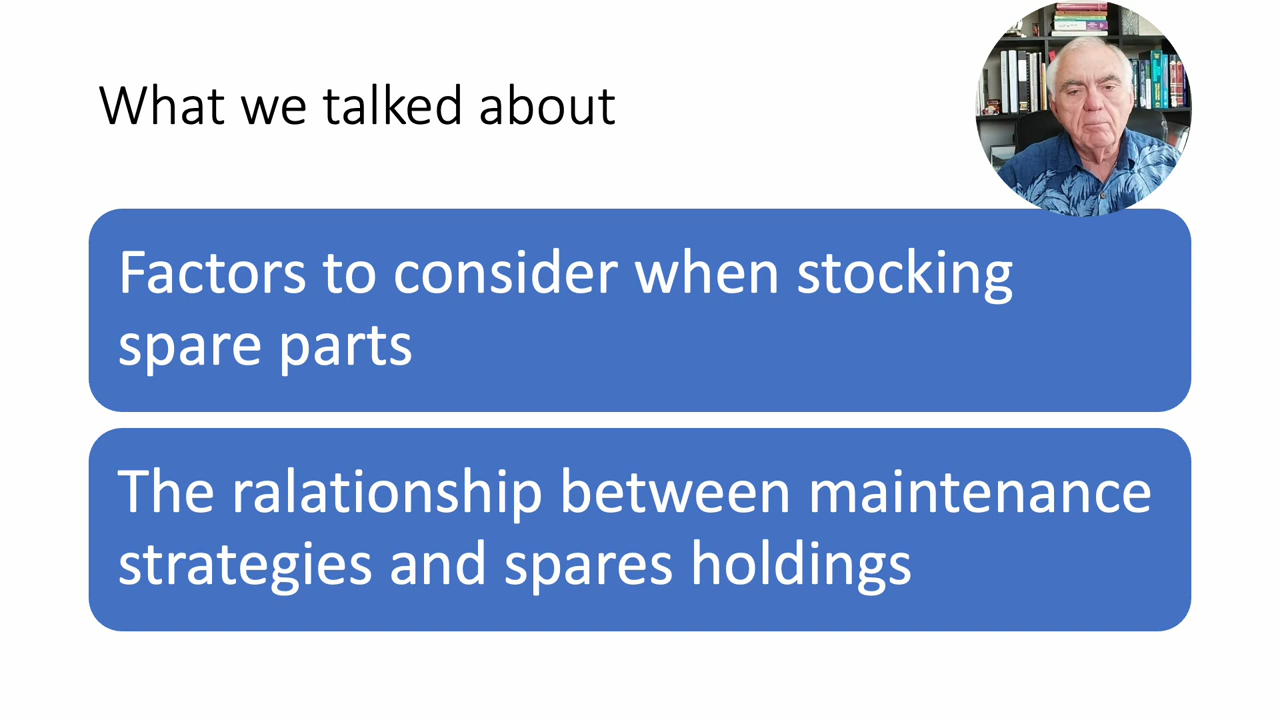 What we talked about
Factors to consider when stocking
spare parts
The ralationship between maintenance
strategies and spares holdings